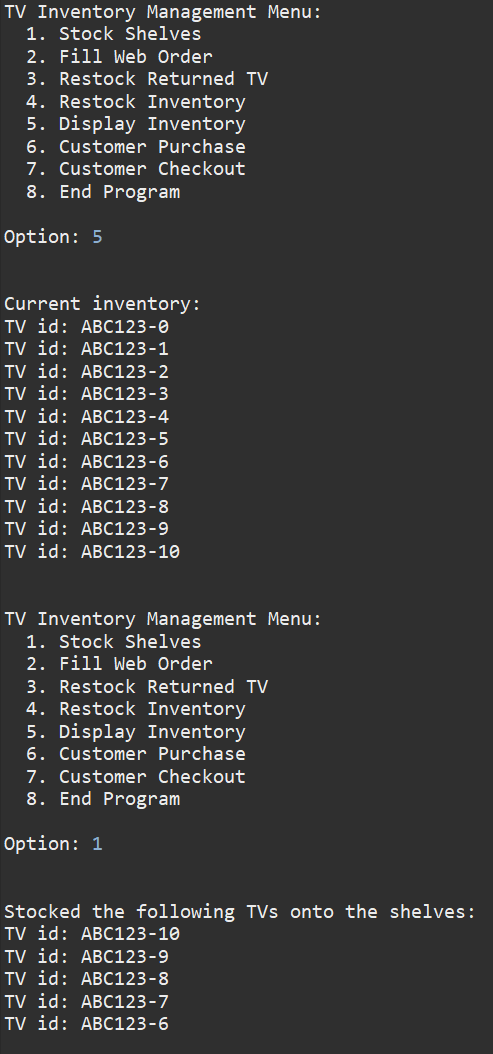 TV Inventory Management Menu:
  1. Stock Shelves
  2. Fill Web Order
  3. Restock Returned TV
  4. Restock Inventory
  5. Display Inventory
  6. Customer Purchase
  7. Customer Checkout
  8. End Program

Option: 5

Current inventory:
TV id: ABC123-0
TV id: ABC123-1
TV id: ABC123-2
TV id: ABC123-3
TV id: ABC123-4
TV id: ABC123-5
TV id: ABC123-6
TV id: ABC123-7
TV id: ABC123-8
TV id: ABC123-9
TV id: ABC123-10

TV Inventory Management Menu:
  1. Stock Shelves
  2. Fill Web Order
  3. Restock Returned TV
  4. Restock Inventory
  5. Display Inventory
  6. Customer Purchase
  7. Customer Checkout
  8. End Program

Option: 1

Stocked the following TVs onto the shelves:
TV id: ABC123-10
TV id: ABC123-9
TV id: ABC123-8
TV id: ABC123-7
TV id: ABC123-6